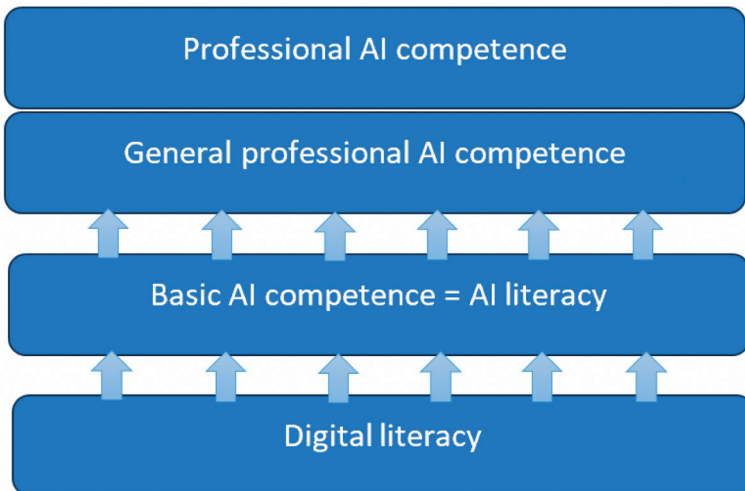 Professional AI competence
General professional AI competence
Basic AI competence = AI literacy
Digital literacy